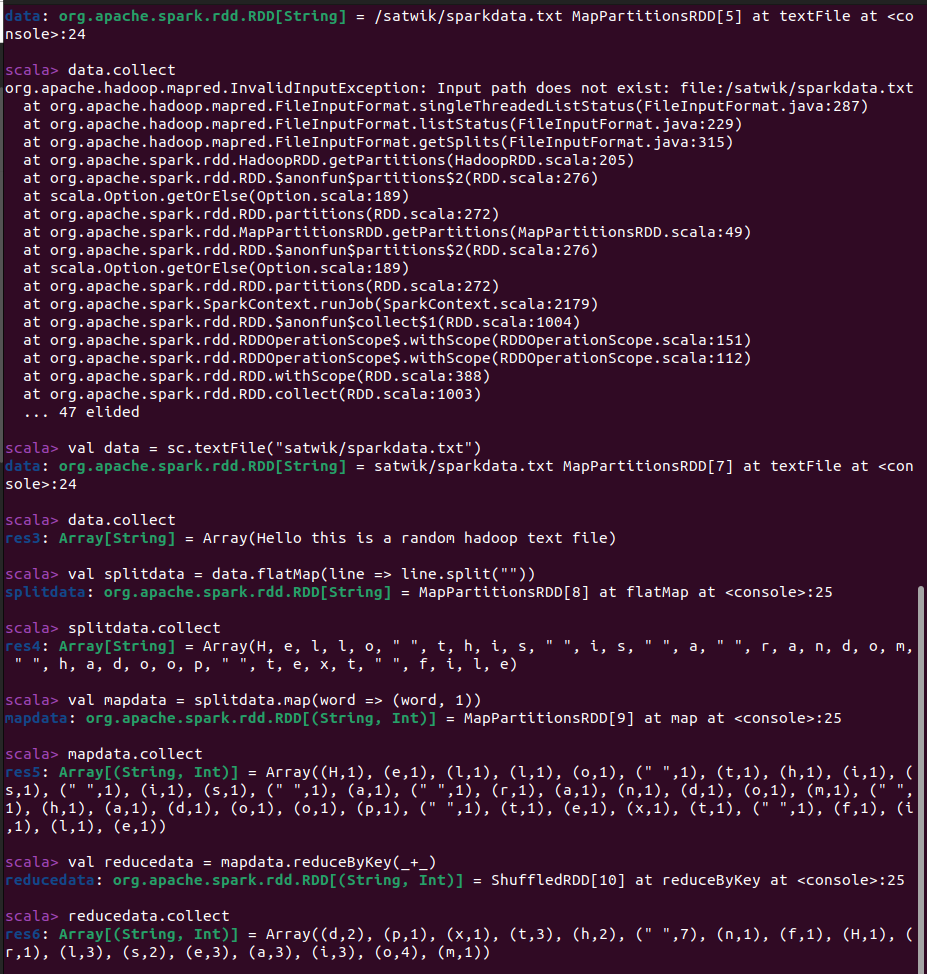 data: org.apache.spark.rdd.RDD[String] = /satwik/sparkdata.txt MapPartitionsRDD[5] at textFile at <co
nsole>:24
scala> data.collect
org.apache.hadoop.mapred.InvalidInputException: Input path does not exist: file:/satwik/sparkdata.txt
  at org.apache.hadoop.mapred.FileInputFormat.singleThreadedListStatus(FileInputFormat.java:287)
  at org.apache.hadoop.mapred.FileInputFormat.listStatus(FileInputFormat.java:229)
  at org.apache.hadoop.mapred.FileInputFormat.getSplits(FileInputFormat.java:315)
  at org.apache.spark.rdd.HadoopRDD.getPartitions(HadoopRDD.scala:205)
  at org.apache.spark.rdd.RDD.$anonfun$partitions$2(RDD.scala:276)
  at scala.Option.getOrElse(Option.scala:189)
  at org.apache.spark.rdd.RDD.partitions(RDD.scala:272)
  at org.apache.spark.rdd.MapPartitionsRDD.getPartitions(MapPartitionsRDD.scala:49)
  at org.apache.spark.rdd.RDD.$anonfun$partitions$2(RDD.scala:276)
  at scala.Option.getOrElse(Option.scala:189)
  at org.apache.spark.rdd.RDD.partitions(RDD.scala:272)
  at org.apache.spark.SparkContext.runJob(SparkContext.scala:2179)
  at org.apache.spark.rdd.RDD.$anonfun$collect$1(RDD.scala:1004)
  at org.apache.spark.rdd.RDDOperationScope$.withScope(RDDOperationScope.scala:151)
  at org.apache.spark.rdd.RDDOperationScope$.withScope(RDDOperationScope.scala:112)
  at org.apache.spark.rdd.RDD.withScope(RDD.scala:388)
  at org.apache.spark.rdd.RDD.collect(RDD.scala:1003)
  ... 47 elided
scala> val data = sc.textFile("satwik/sparkdata.txt")
data: org.apache.spark.rdd.RDD[String] = satwik/sparkdata.txt MapPartitionsRDD[7] at textFile at <con
sole>:24
scala> data.collect
res3: Array[String] = Array(Hello this is a random hadoop text file)
scala> val splitdata = data.flatMap(line => line.split(""))
splitdata: org.apache.spark.rdd.RDD[String] = MapPartitionsRDD[8] at flatMap at <console>:25
scala> splitdata.collect
res4: Array[String] = Array(H, e, l, l, o, " ", t, h, i, s, " ", i, s, " ", a, " ", r, a, n, d, o, m,
 " ", h, a, d, o, o, p, " ", t, e, x, t, " ", f, i, l, e)
scala> val mapdata = splitdata.map(word => (word, 1))
mapdata: org.apache.spark.rdd.RDD[(String, Int)] = MapPartitionsRDD[9] at map at <console>:25
scala> mapdata.collect
res5: Array[(String, Int)] = Array((H,1), (e,1), (l,1), (l,1), (o,1), (" ",1), (t,1), (h,1), (i,1), (
s,1), (" ",1), (i,1), (s,1), (" ",1), (a,1), (" ",1), (r,1), (a,1), (n,1), (d,1), (o,1), (m,1), (" ",
1), (h,1), (a,1), (d,1), (o,1), (o,1), (p,1), (" ",1), (t,1), (e,1), (x,1), (t,1), (" ",1), (f,1), (i
,1), (l,1), (e,1))
scala> val reducedata = mapdata.reduceByKey(_+_)
reducedata: org.apache.spark.rdd.RDD[(String, Int)] = ShuffledRDD[10] at reduceByKey at <console>:25
scala> reducedata.collect
res6: Array[(String, Int)] = Array((d,2), (p,1), (x,1), (t,3), (h,2), (" ",7), (n,1), (f,1), (H,1), (
r,1), (l,3), (s,2), (e,3), (a,3), (i,3), (o,4), (m,1))